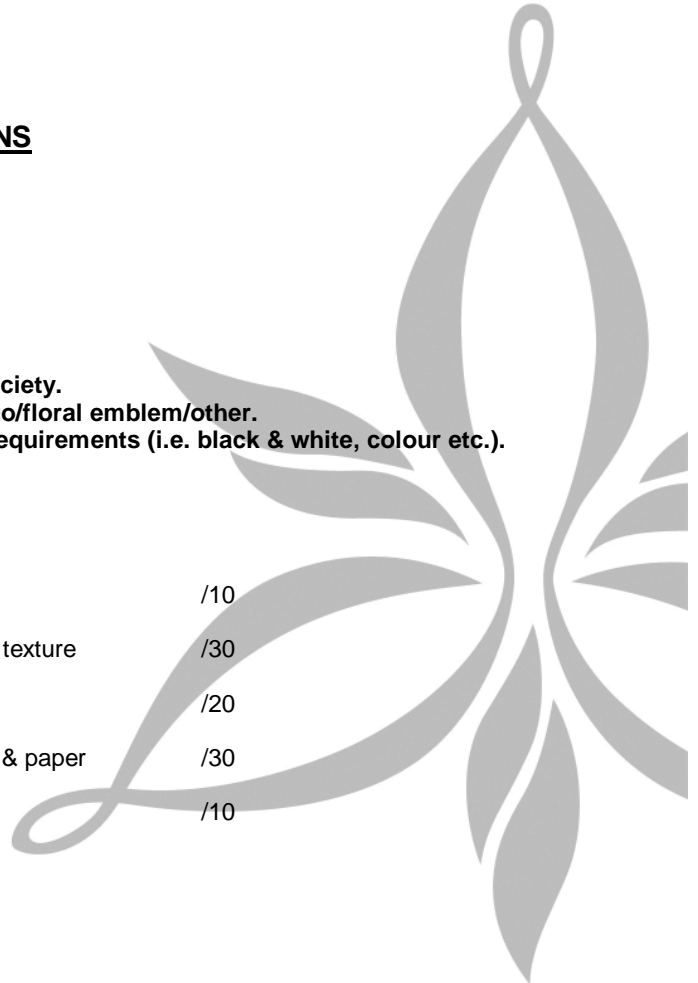 NS
ciety.
o/floral emblem/other.
equirements (i.e. black & white, colour etc.).
/10
texture /30
/20
& paper /30
/10